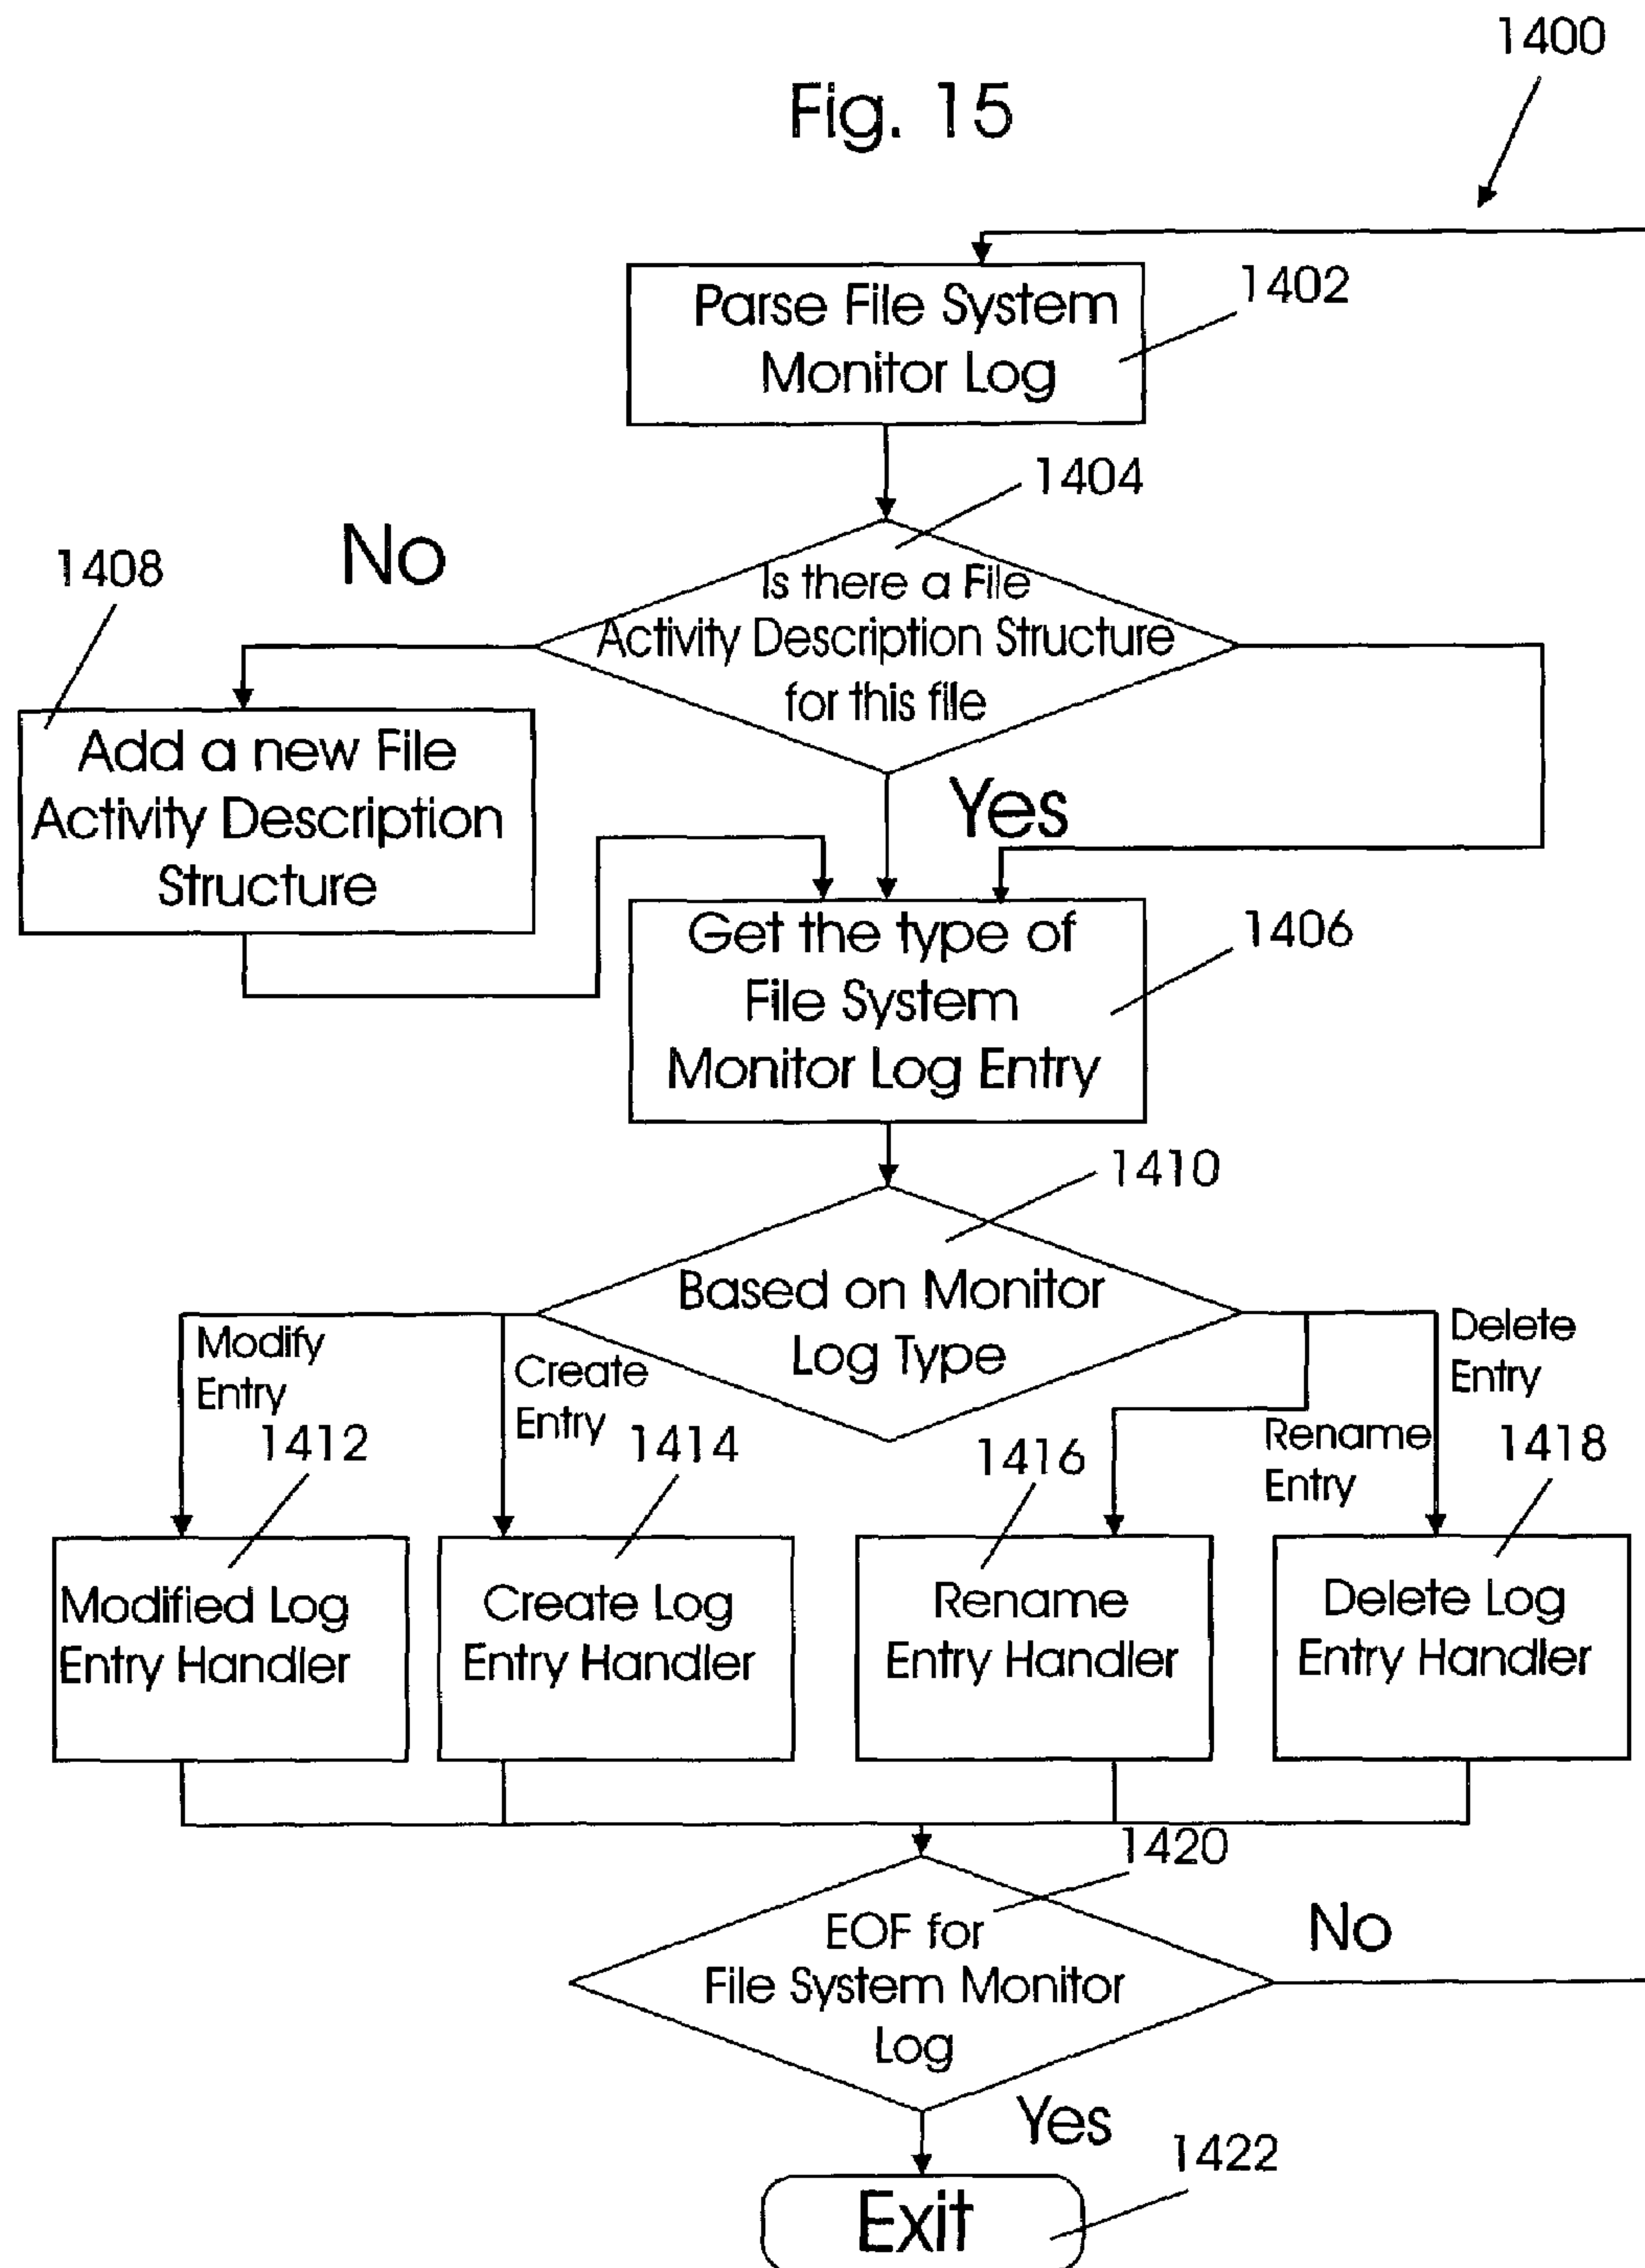 1400
Fig. 15
Parse File System
Monitor Log
1402
1404
No
1408
Is there a File
Activity Description Structure
for this file
Add a new File
Activity Description
Structure
Yes
Get the type of
File System
Monitor Log Entry
1406
1410
Based on Monitor
Log Type
Modify
Entry
Create
Entry
Delete
Entry
Rename
Entry
1412
1414
1416
1418
Modified Log
Entry Handler
Create Log
Entry Handler
Rename
Entry Handler
Delete Log
Entry Handler
1420
EOF for
File System Monitor
Log
No
Yes
1422
Exit